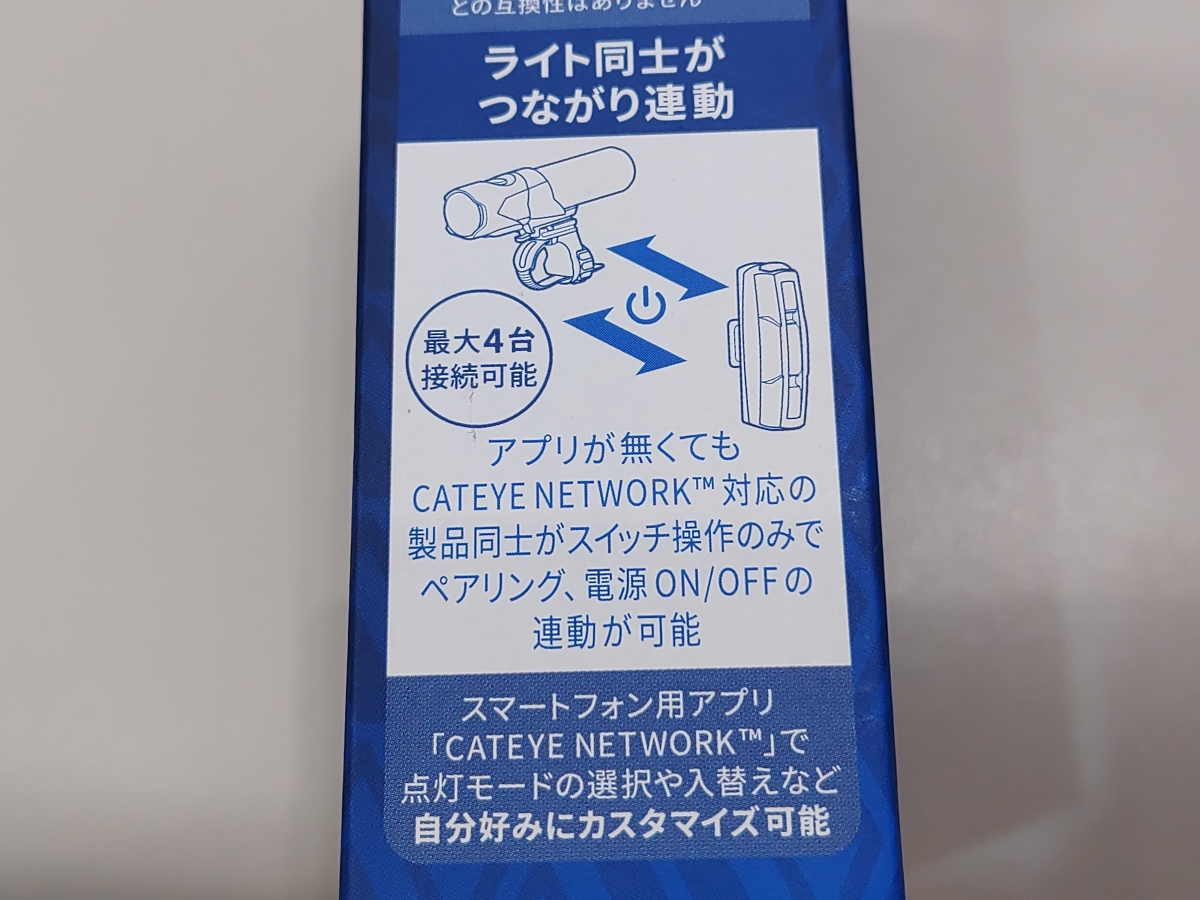 との互換性はありません
ライト同士が
つながり連動
最大4台
接続可能
アプリが無くても
CATEYE NETWORK™対応の
製品同士がスイッチ操作のみで
ペアリング、電源ON/OFFの
連動が可能
スマートフォン用アプリ
「CATEYE NETWORK™」で
点灯モードの選択や入替えなど
自分好みにカスタマイズ可能